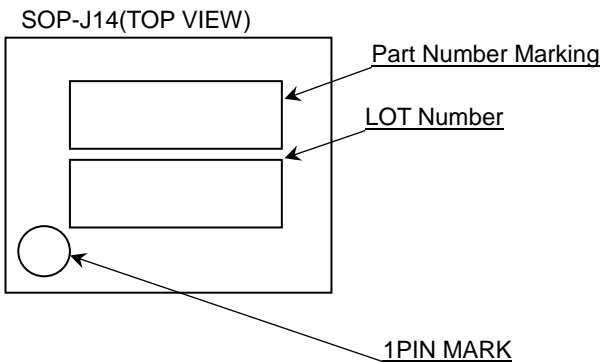 SOP-J14(TOP VIEW)
Part Number Marking
LOT Number
1PIN MARK